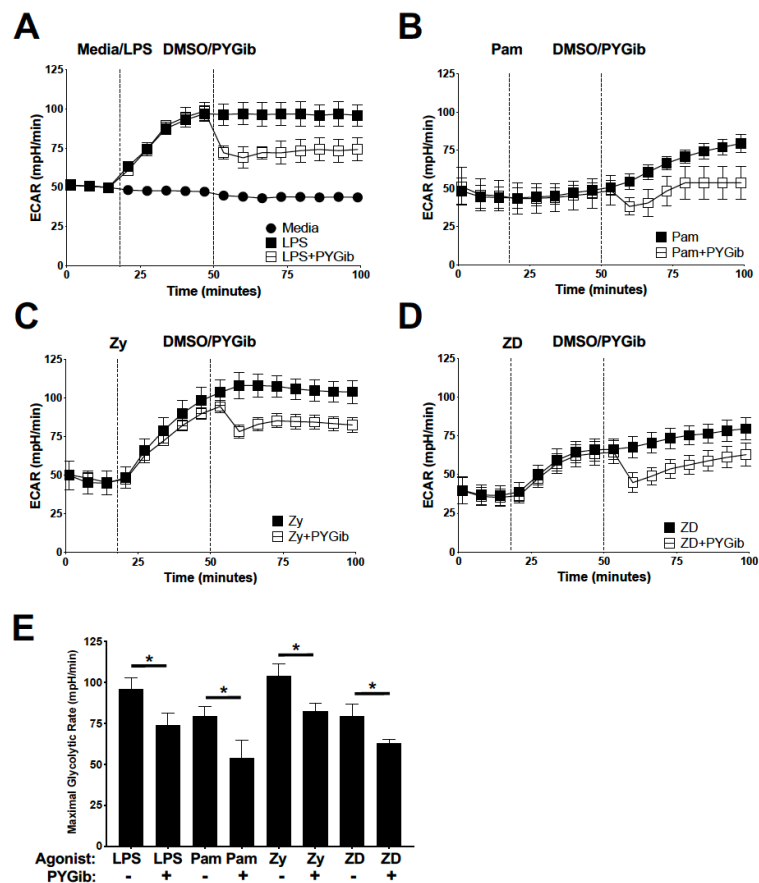 A
Media/LPS DMSO/PYGib
ECAR (mpH/min)
125
100
75
50
25
0
Media
LPS
LPS+PYGib
0 25 50 75 100
Time (minutes)
B
Pam DMSO/PYGib
ECAR (mpH/min)
125
100
75
50
25
0
Pam
Pam+PYGib
0 25 50 75 100
Time (minutes)
C
Zy DMSO/PYGib
ECAR (mpH/min)
125
100
75
50
25
0
Zy
Zy+PYGib
0 25 50 75 100
Time (minutes)
D
ZD DMSO/PYGib
ECAR (mpH/min)
125
100
75
50
25
0
ZD
ZD+PYGib
0 25 50 75 100
Time (minutes)
E
Maximal Glycolytic Rate (mpH/min)
125
100
75
50
25
0
* * * *
Agonist: LPS LPS Pam Pam Zy Zy ZD ZD
PYGib: - + - + - + - +